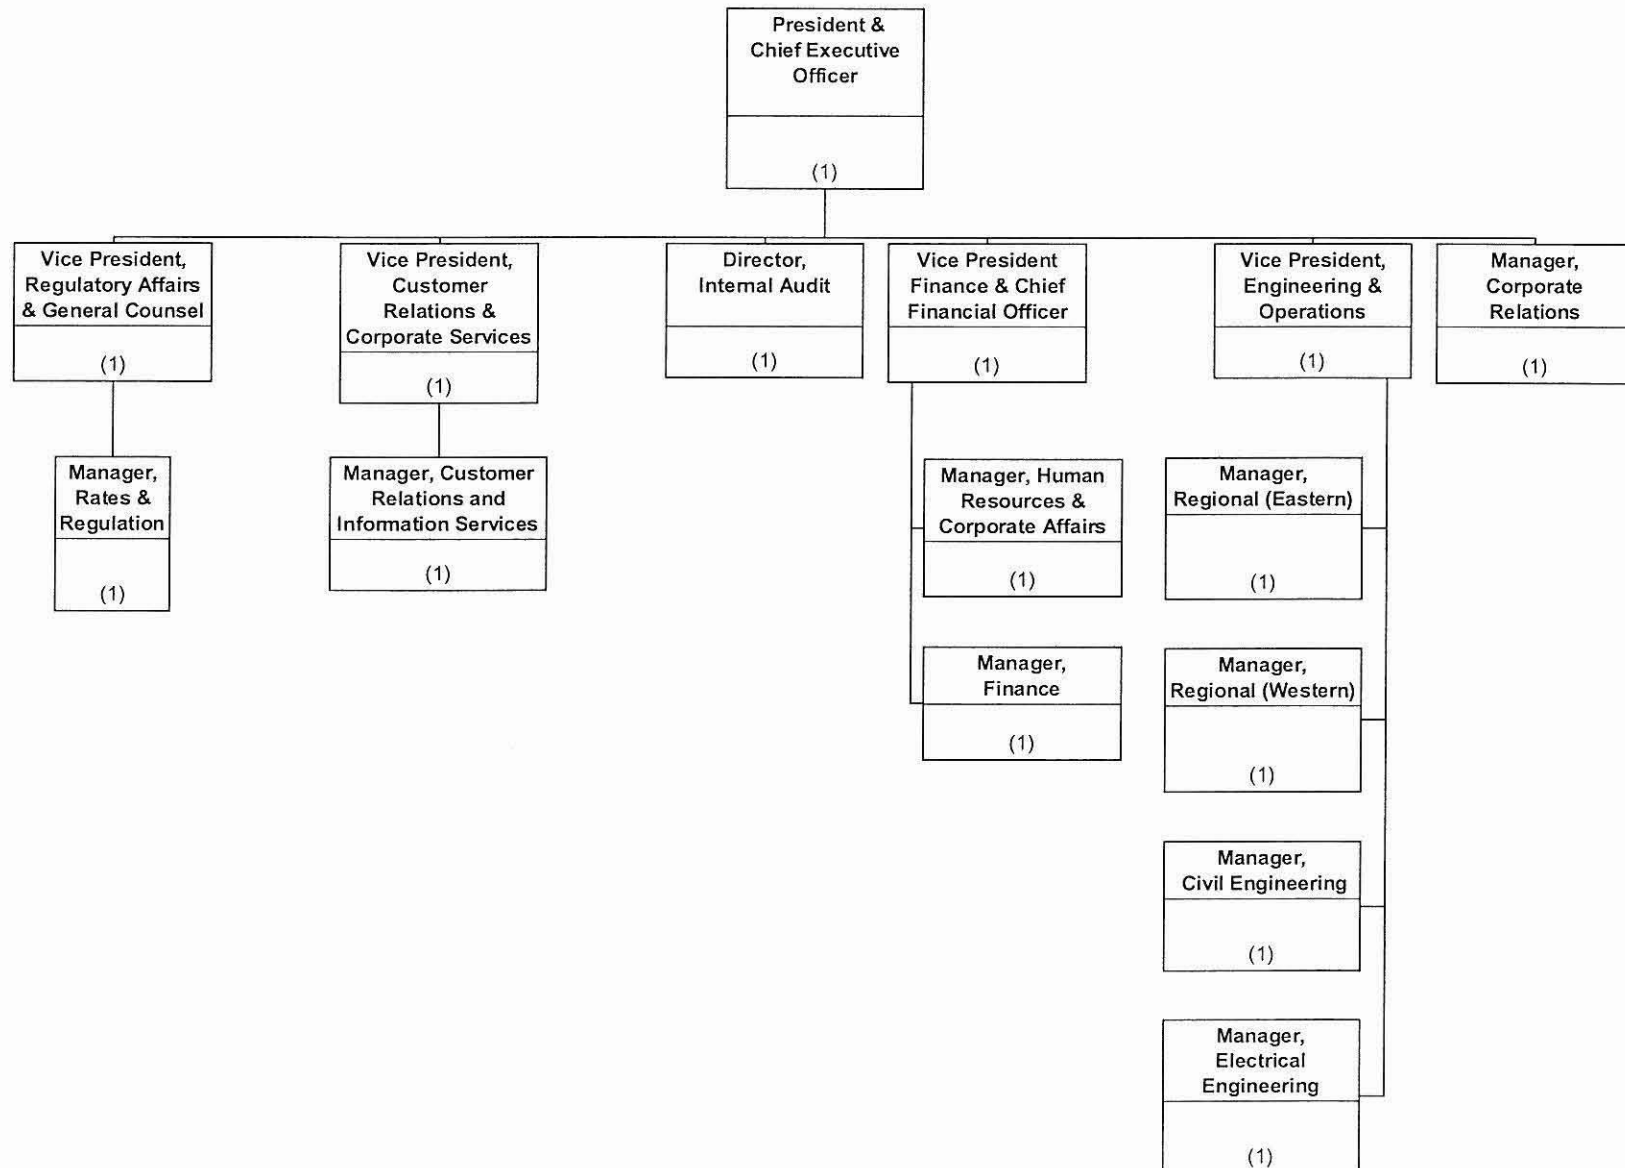 President &
Chief Executive
Officer
(1)
Vice President,
Regulatory Affairs
& General Counsel
(1)
Vice President,
Customer
Relations &
Corporate Services
(1)
Director,
Internal Audit
(1)
Vice President
Finance & Chief
Financial Officer
(1)
Vice President,
Engineering &
Operations
(1)
Manager,
Corporate
Relations
(1)
Manager,
Rates &
Regulation
(1)
Manager, Customer
Relations and
Information Services
(1)
Manager, Human
Resources &
Corporate Affairs
(1)
Manager,
Finance
(1)
Manager,
Regional (Eastern)
(1)
Manager,
Regional (Western)
(1)
Manager,
Civil Engineering
(1)
Manager,
Electrical
Engineering
(1)